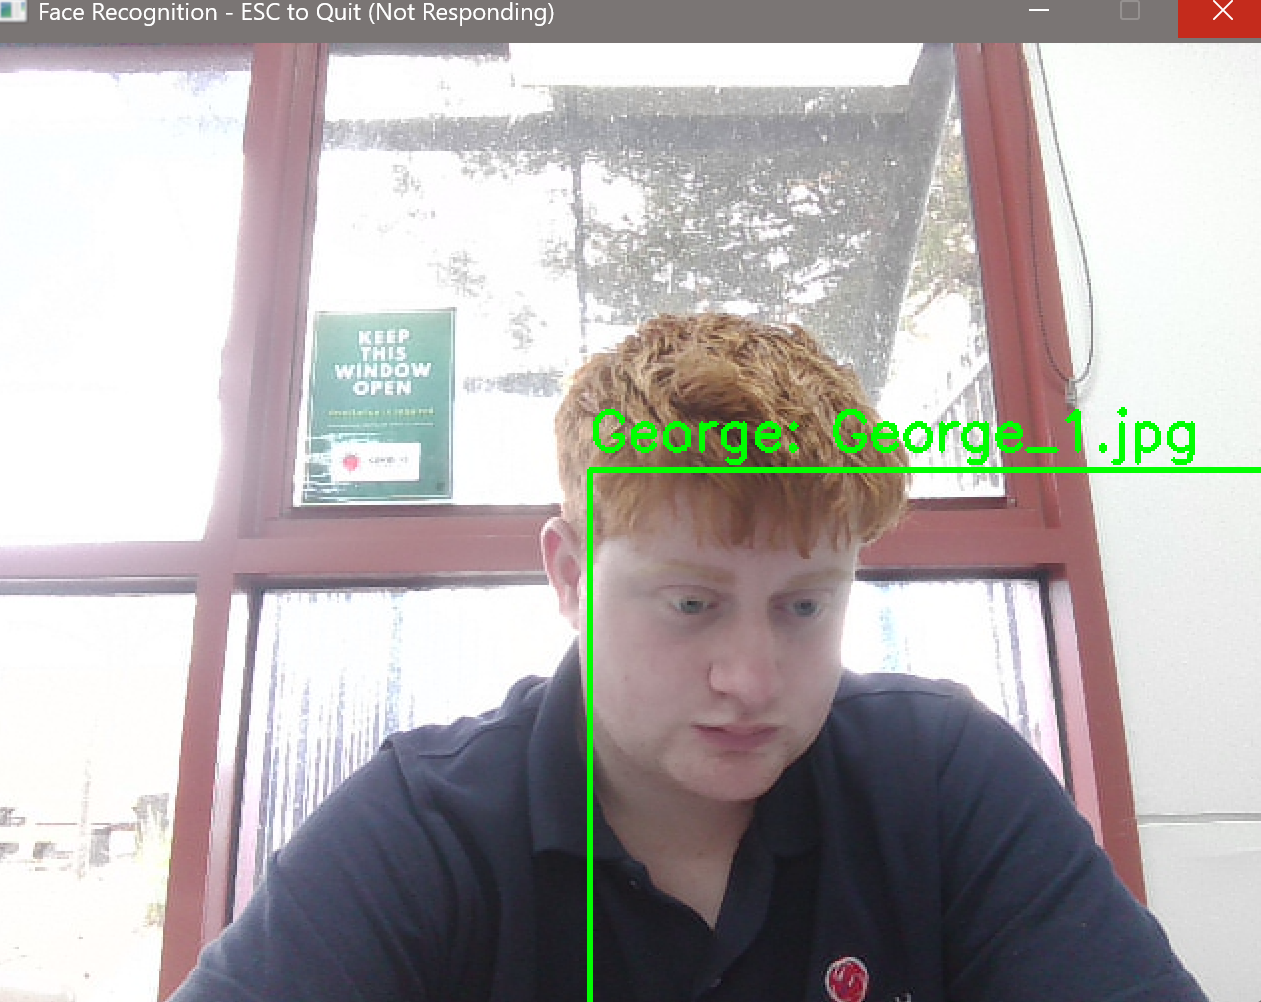 Face Recognition - ESC to Quit (Not Responding)
KEEP
THIS
WINDOW
OPEN
George: George_1.jpg